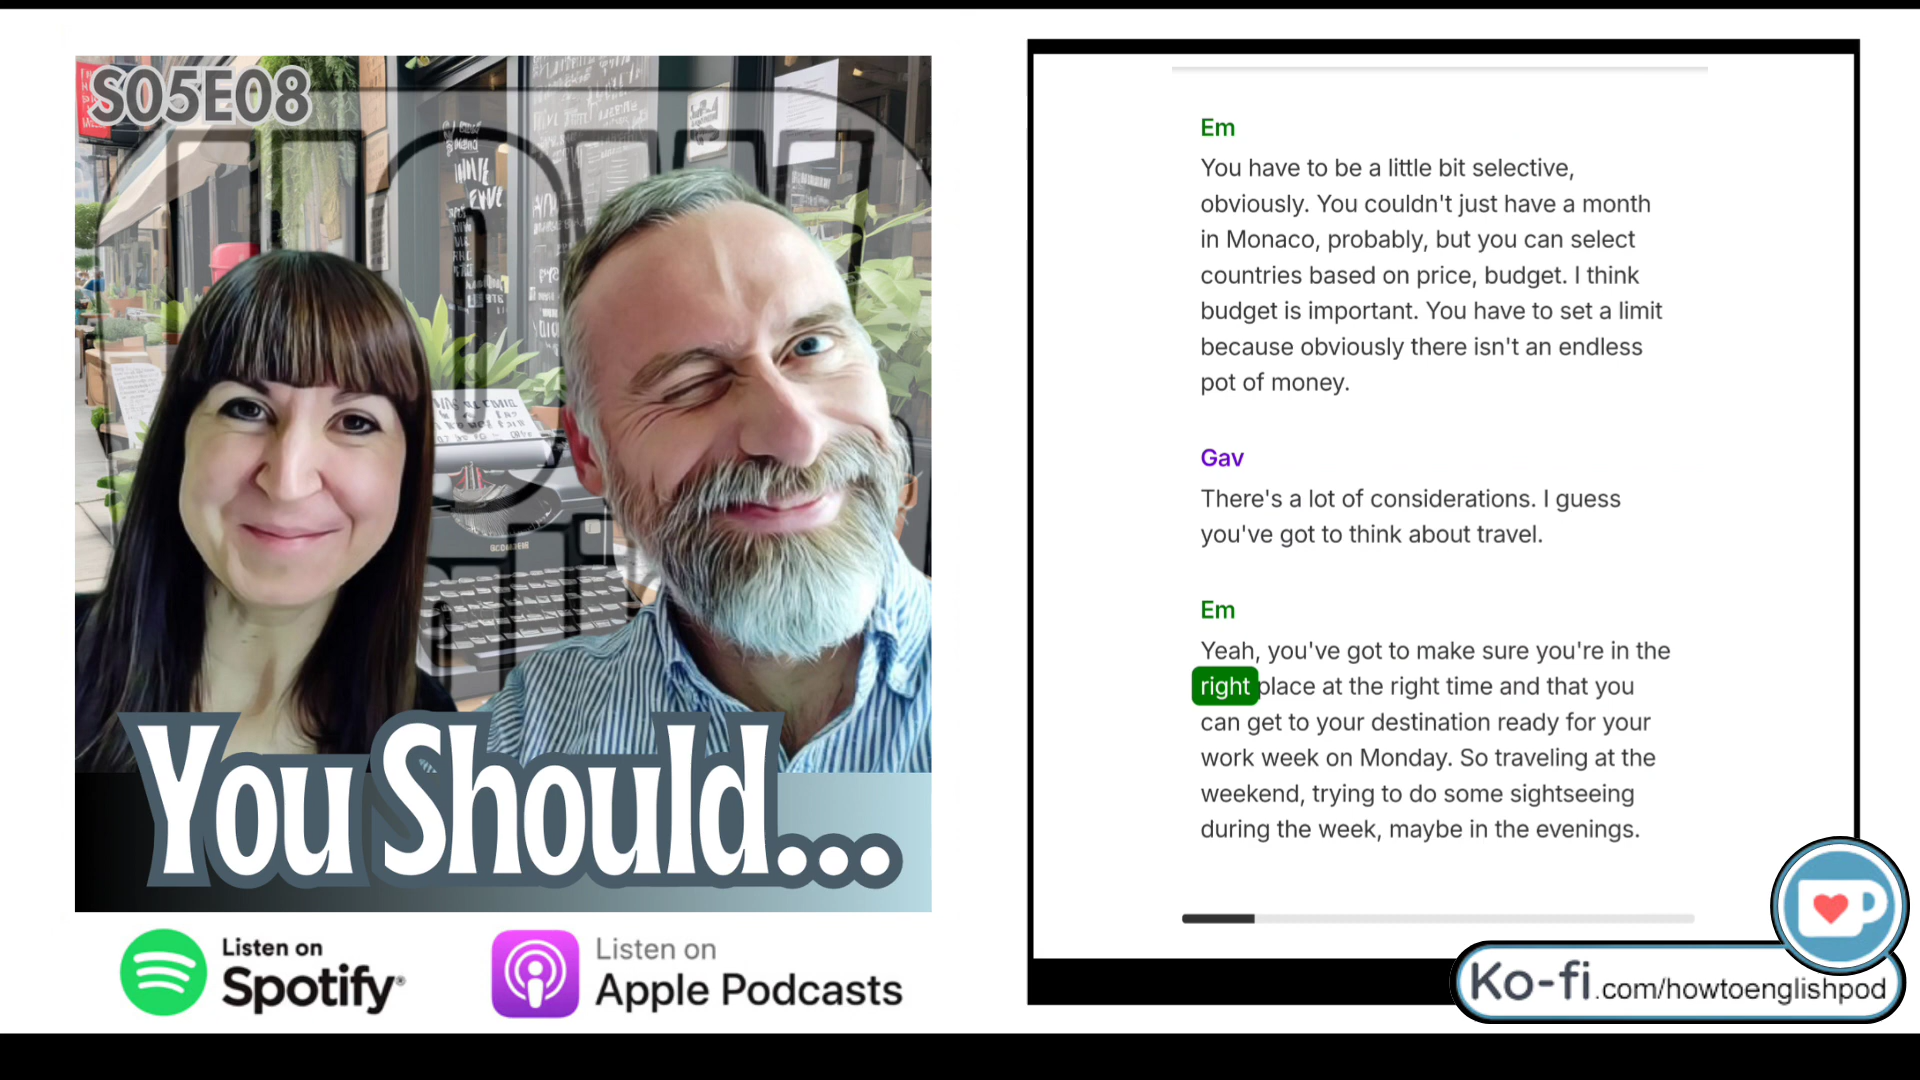 S05E08
You Should...
Listen on
Spotify®
Listen on
Apple Podcasts
Em
You have to be a little bit selective,
obviously. You couldn't just have a month
in Monaco, probably, but you can select
countries based on price, budget. I think
budget is important. You have to set a limit
because obviously there isn't an endless
pot of money.
Gav
There's a lot of considerations. I guess
you've got to think about travel.
Em
Yeah, you've got to make sure you're in the
right place at the right time and that you
can get to your destination ready for your
work week on Monday. So traveling at the
weekend, trying to do some sightseeing
during the week, maybe in the evenings.
Ko-fi.com/howtoenglishpod